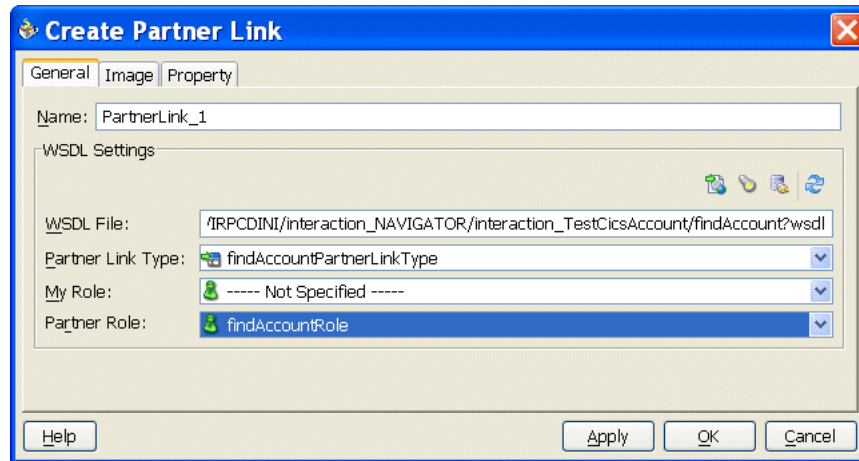 Create Partner Link
General Image Property
Name: PartnerLink_1
WSDL Settings
WSDL File: /IRPCDINI/interaction_NAVIGATOR/interaction_TestCicsAccount/findAccount?wsdl
Partner Link Type: findAccountPartnerLinkType
My Role: ----- Not Specified -----
Partner Role: findAccountRole
Help Apply OK Cancel